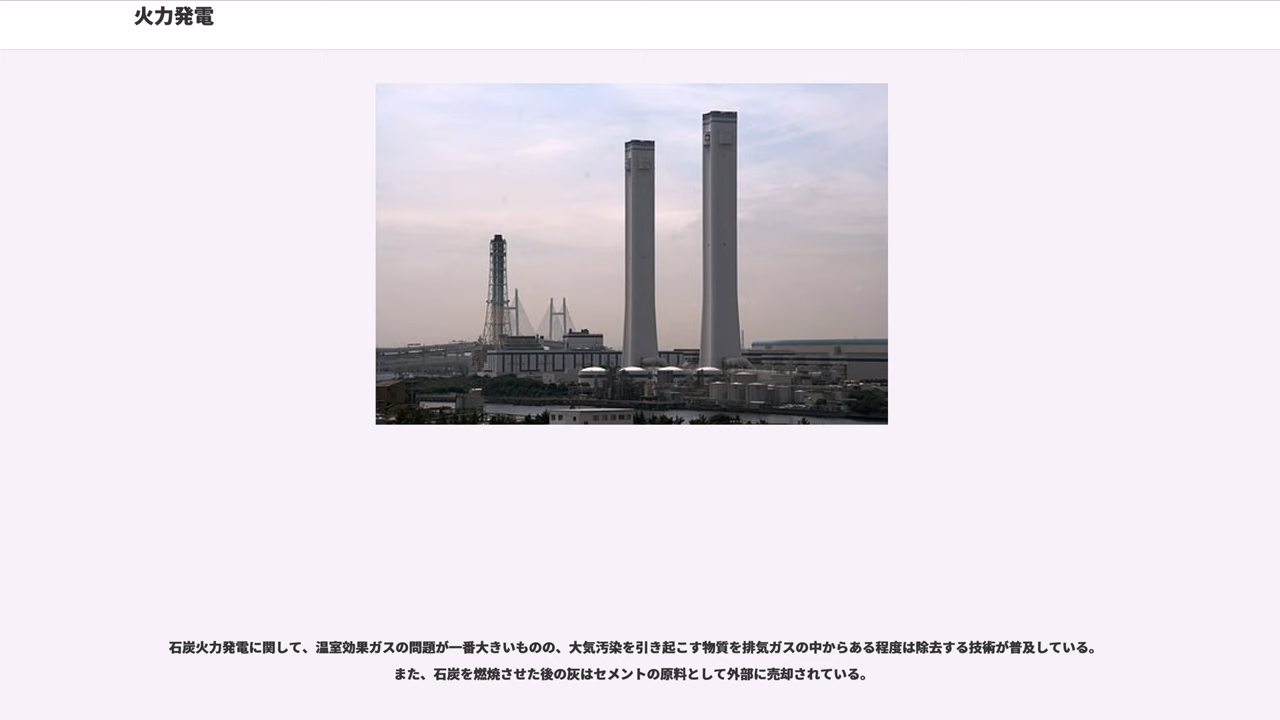 火力発電
石炭火力発電に関して、温室効果ガスの問題が一番大きいものの、大気汚染を引き起こす物質を排気ガスの中からある程度は除去する技術が普及している。
また、石炭を燃焼させた後の灰はセメントの原料として外部に売却されている。